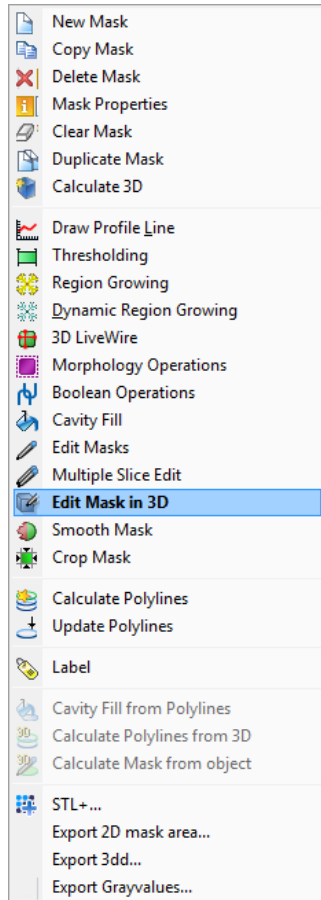 New Mask
Copy Mask
Delete Mask
Mask Properties
Clear Mask
Duplicate Mask
Calculate 3D
Draw Profile Line
Thresholding
Region Growing
Dynamic Region Growing
3D LiveWire
Morphology Operations
Boolean Operations
Cavity Fill
Edit Masks
Multiple Slice Edit
Edit Mask in 3D
Smooth Mask
Crop Mask
Calculate Polylines
Update Polylines
Label
Cavity Fill from Polylines
Calculate Polylines from 3D
Calculate Mask from object
STL+...
Export 2D mask area...
Export 3dd...
Export Grayvalues...